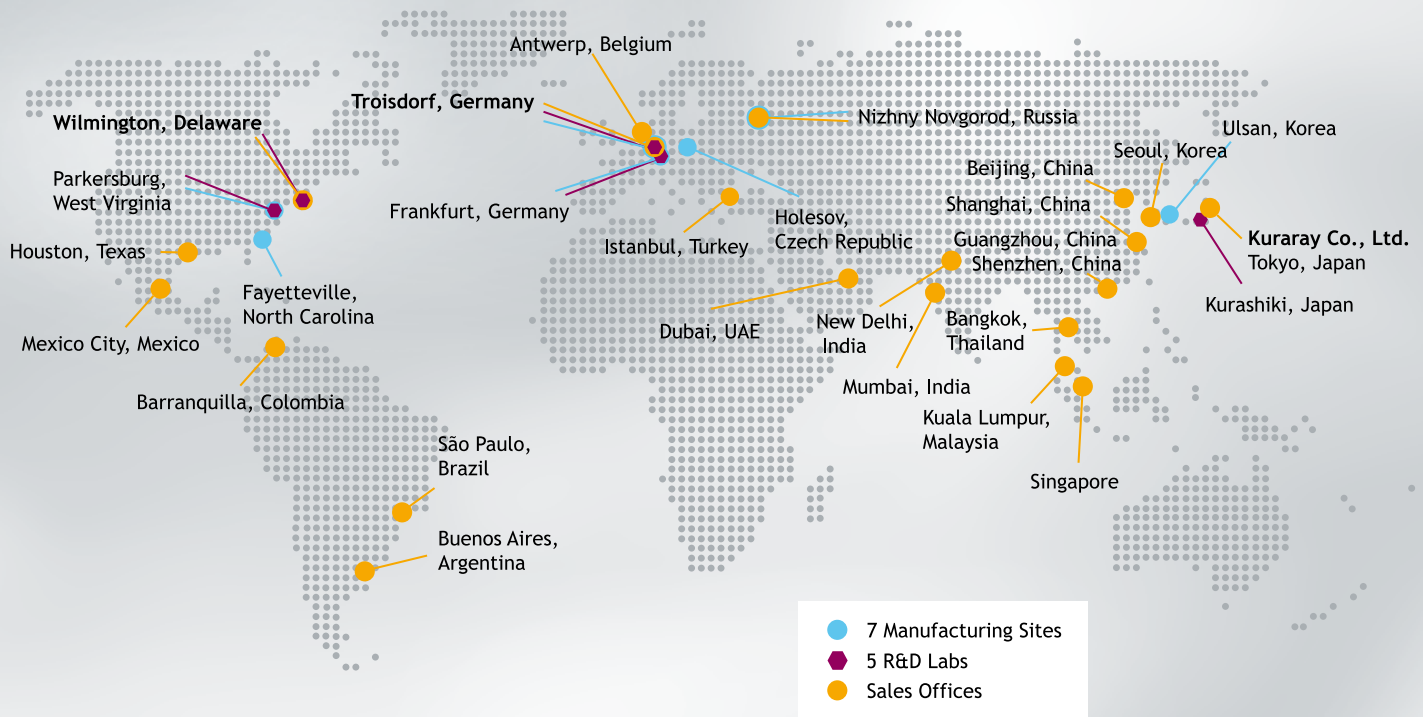 Antwerp, Belgium
Troisdorf, Germany
Wilmington, Delaware
Nizhny Novgorod, Russia
Ulsan, Korea
Seoul, Korea
Beijing, China
Parkersburg,
West Virginia
Shanghai, China
Frankfurt, Germany
Holesov,
Czech Republic
Istanbul, Turkey
Guangzhou, China
Shenzhen, China
Kuraray Co., Ltd.
Tokyo, Japan
Houston, Texas
Fayetteville,
North Carolina
Kurashiki, Japan
Mexico City, Mexico
Dubai, UAE
New Delhi,
India
Bangkok,
Thailand
Mumbai, India
Barranquilla, Colombia
Kuala Lumpur,
Malaysia
São Paulo,
Brazil
Singapore
Buenos Aires,
Argentina
7 Manufacturing Sites
5 R&D Labs
Sales Offices